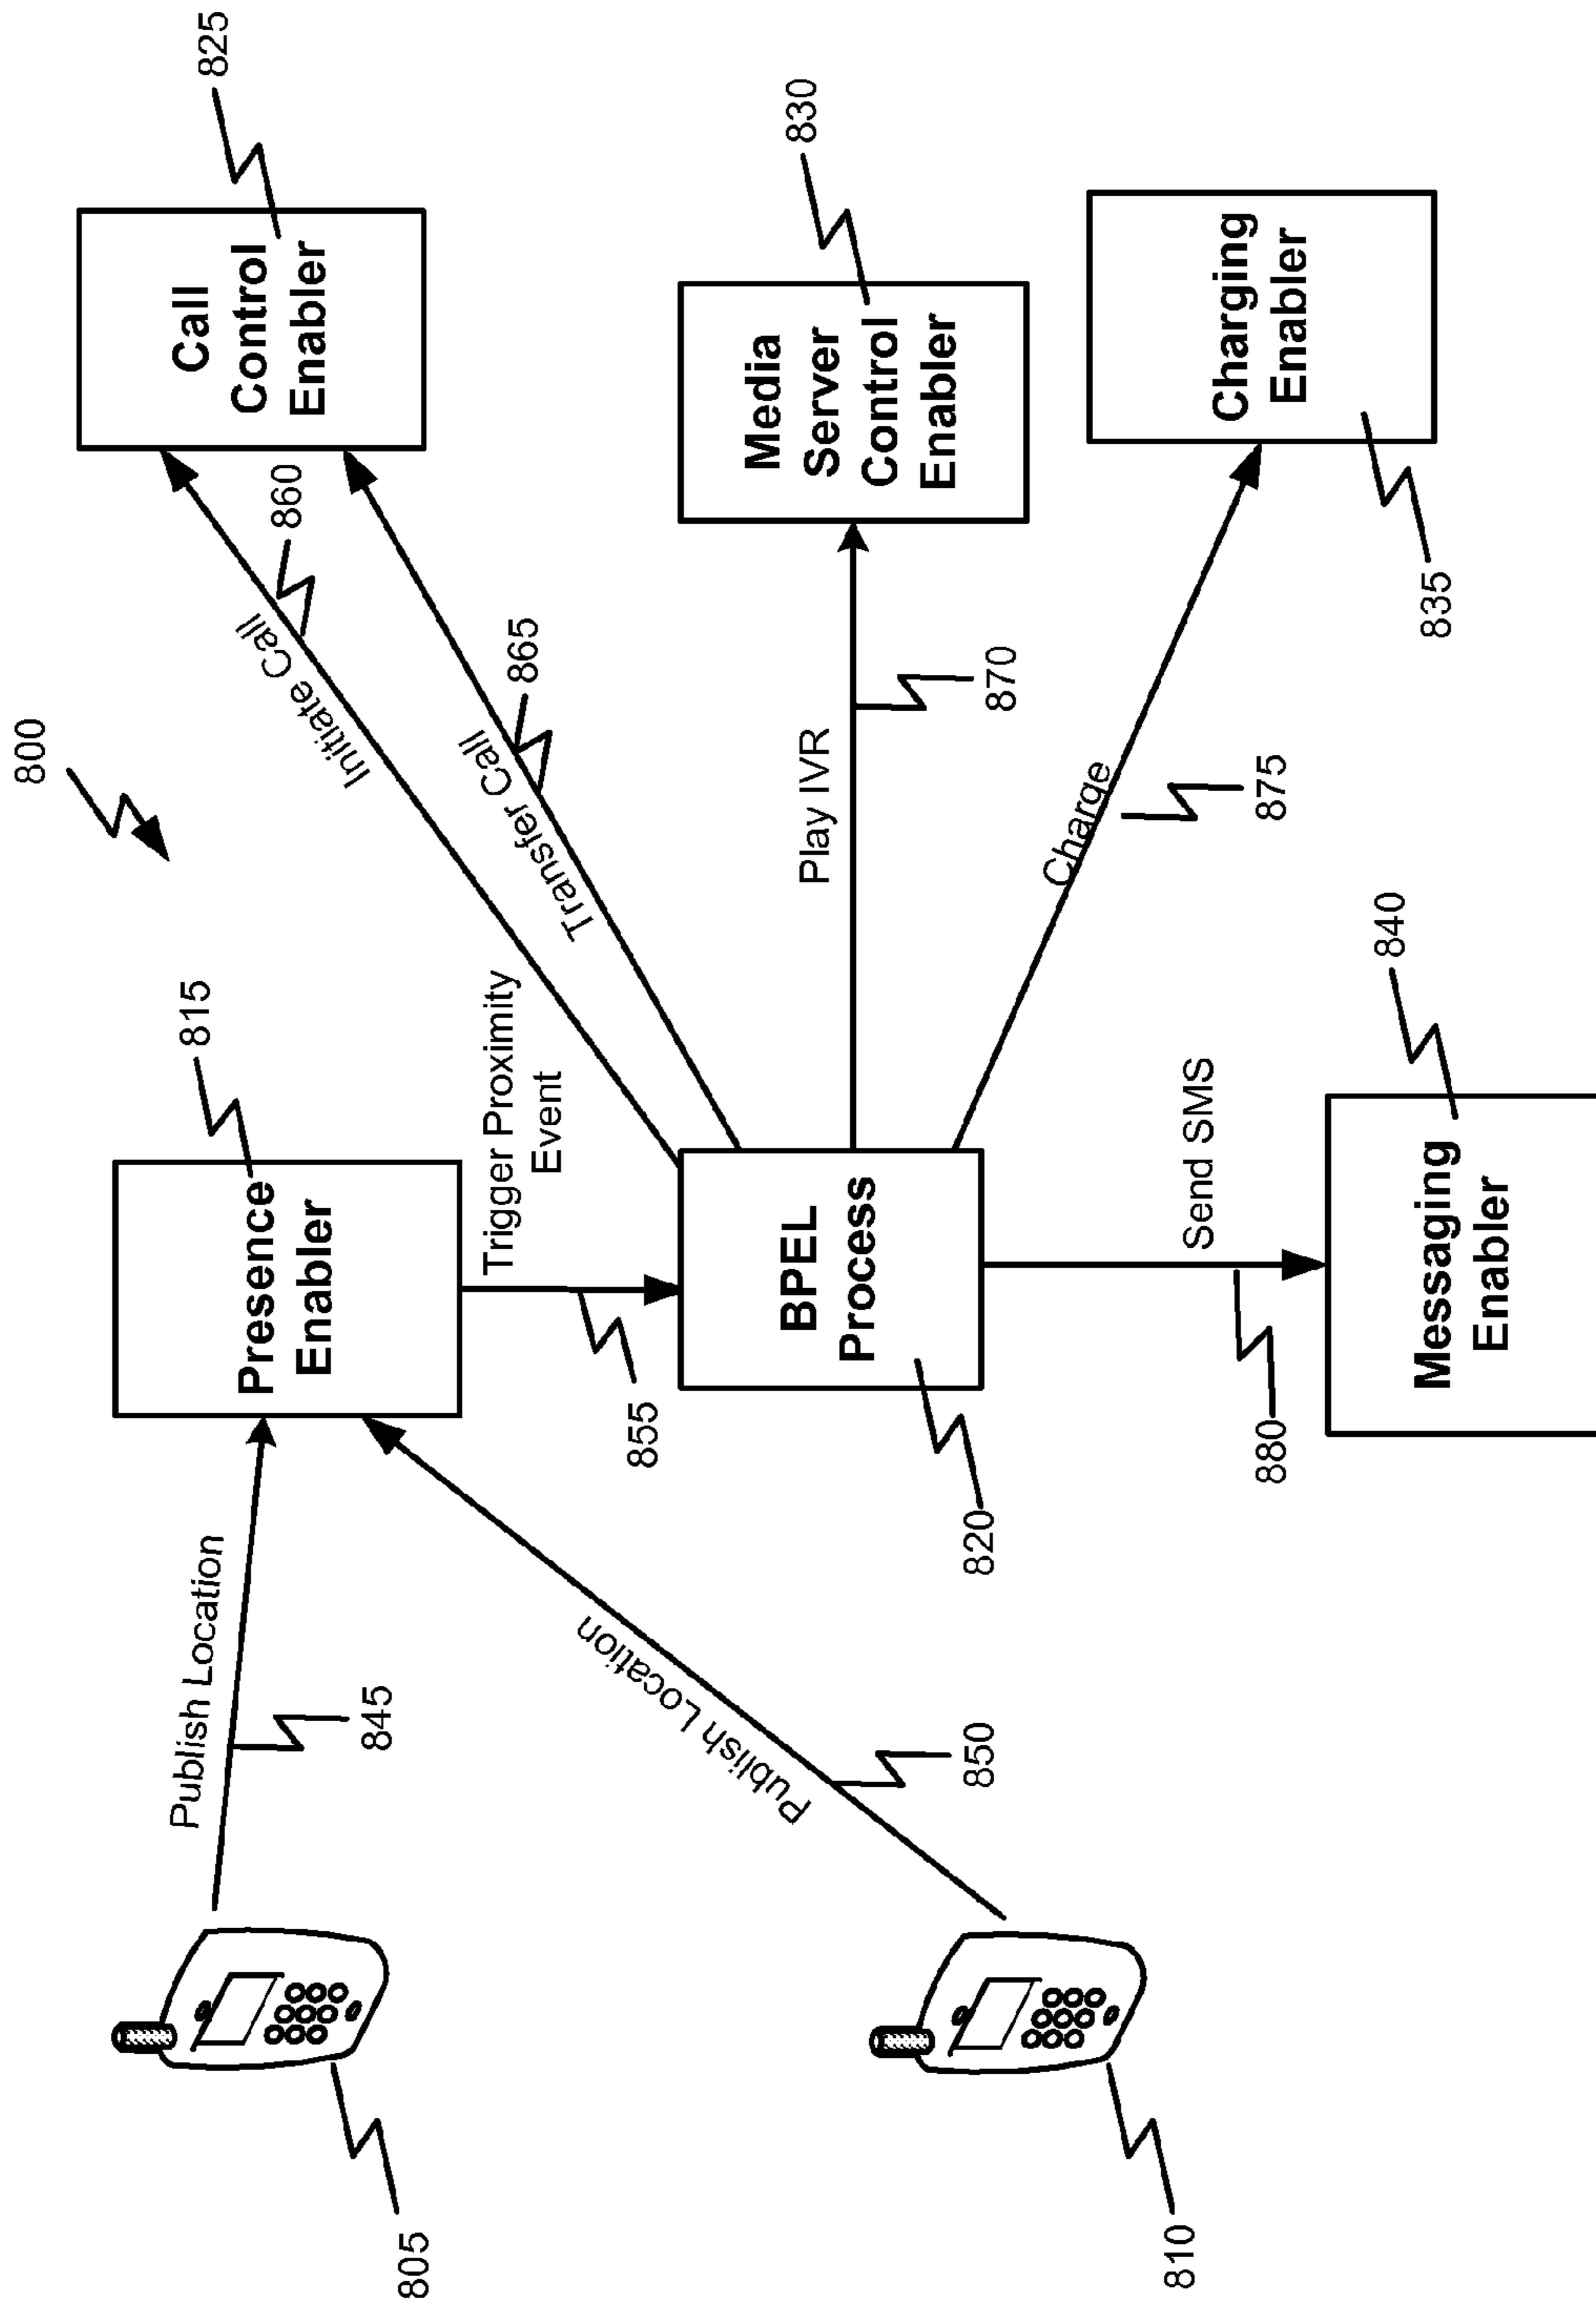 800
825
Call
Control
Enabler
815
Presence
Enabler
Publish Location
845
805
Initiate Call
860
Transfer Call
865
Trigger Proximity
Event
855
Publish Location
850
810
BPEL
Process
820
Play IVR
870
830
Media
Server
Control
Enabler
Charge
875
Charging
Enabler
835
Send SMS
880
840
Messaging
Enabler